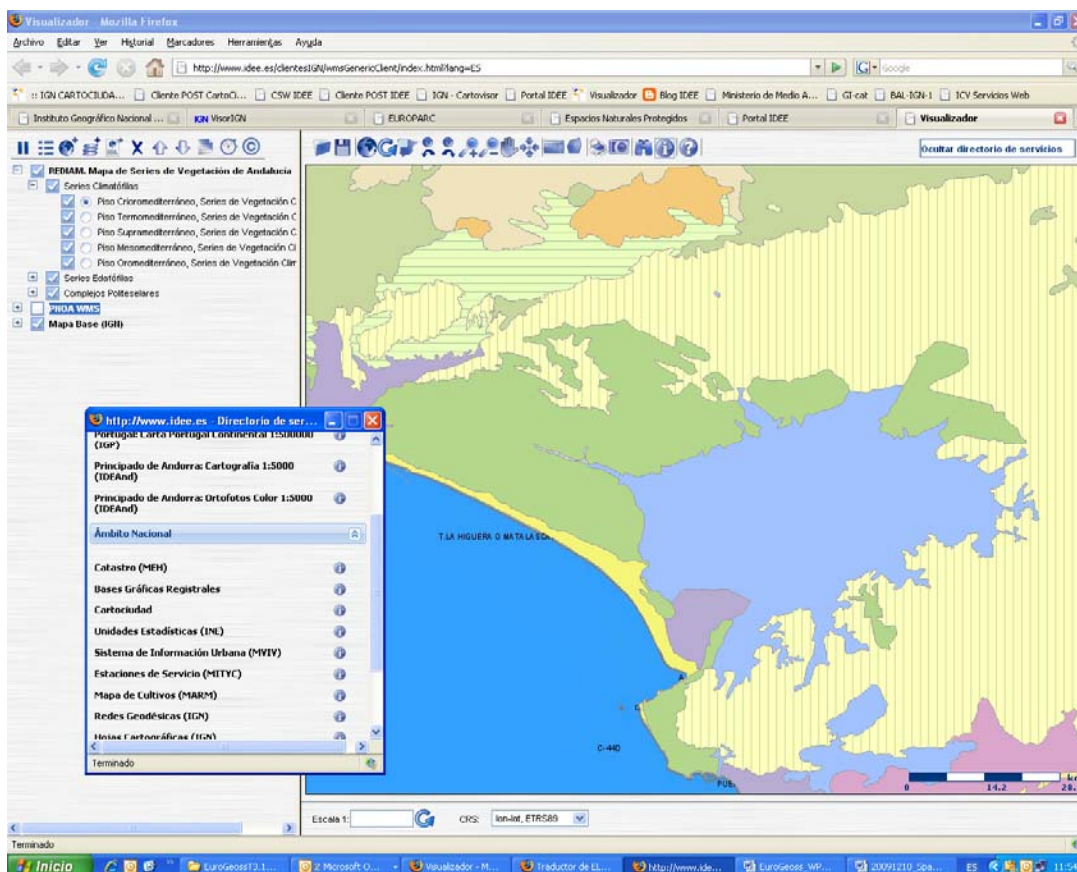 Visualizador - Mozilla Firefox
Archivo Editar Ver Historial Marcadores Herramientas Ayuda
http://www.idee.es/clientesIGN/wmsGenericClient/index.html?lang=ES
Google
:: IGN CARTOCIUDA... Cliente POST CartoCi... CSW IDEE Cliente POST IDEE IGN - Cartovisor Portal IDEE Visualizador Blog IDEE Ministerio de Medio A... GI-cat BAL-IGN-1 ICV Servicios Web
Instituto Geográfico Nacional ... IGN VisorIGN EUROPARC Espacios Naturales Protegidos Portal IDEE Visualizador
Ocultar directorio de servicios
REDIAM. Mapa de Series de Vegetación de Andalucía
Series Climatófilas
Piso Crioromediterráneo, Series de Vegetación C
Piso Termomediterráneo, Series de Vegetación C
Piso Supramediterráneo, Series de Vegetación C
Piso Mesomediterráneo, Series de Vegetación Cl
Piso Oromediterráneo, Series de Vegetación Clim
Series Edafófilas
Complejos Politeselares
PNOA WMS
Mapa Base (IGN)
http://www.idee.es - Directorio de ser...
Portugal: Carta Portugal Continental 1:500000
(IGP)
Principado de Andorra: Cartografía 1:5000
(IDEAnd)
Principado de Andorra: Ortofotos Color 1:5000
(IDEAnd)
Ámbito Nacional
Catastro (MEH)
Bases Gráficas Registrales
Cartociudad
Unidades Estadísticas (INE)
Sistema de Información Urbana (MVIV)
Estaciones de Servicio (MITYC)
Mapa de Cultivos (MARM)
Redes Geodésicas (IGN)
Hojas Cartográficas (IGN)
Terminado
T.LA HIGUERA O MATALASCA
A
C
C-440
PUE
km
0 14.2 28.
Escala 1:
CRS: lon-lat, ETRS89
Terminado
Inicio EuroGeossT3.1... 2 Microsoft O... Visualizador - M... Traductor de EL... http://www.ide... EuroGeoss_WP... 20091210_Spa... ES 11:54